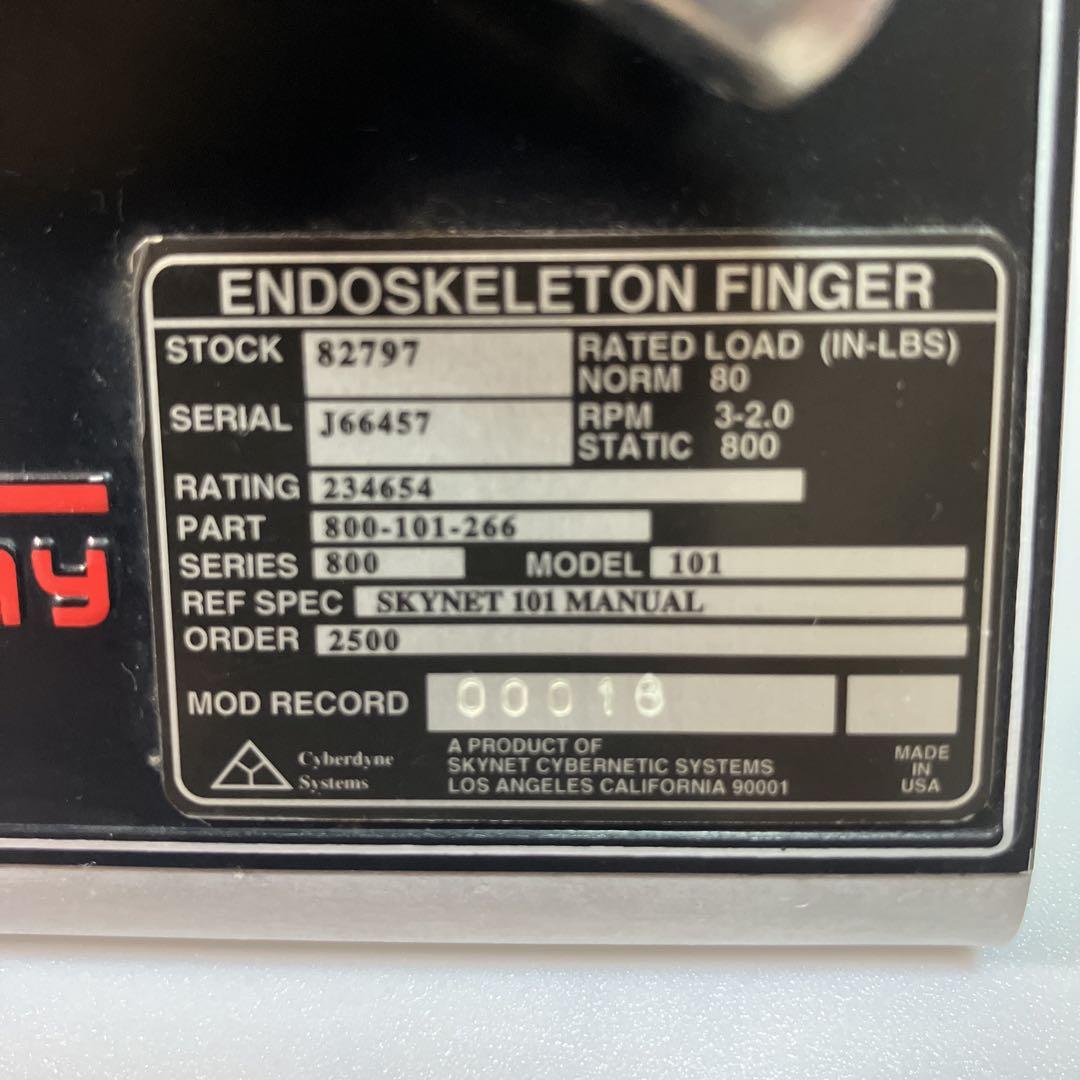 ENDOSKELETON FINGER
STOCK 82797
RATED LOAD (IN-LBS)
NORM 80
SERIAL J66457
RPM 3-2.0
STATIC 800
RATING 234654
PART 800-101-266
SERIES 800 MODEL 101
REF SPEC SKYNET 101 MANUAL
ORDER 2500
my
MOD RECORD 00016
Cyberdyne
Systems
A PRODUCT OF
SKYNET CYBERNETIC SYSTEMS
LOS ANGELES CALIFORNIA 90001
MADE
IN
USA